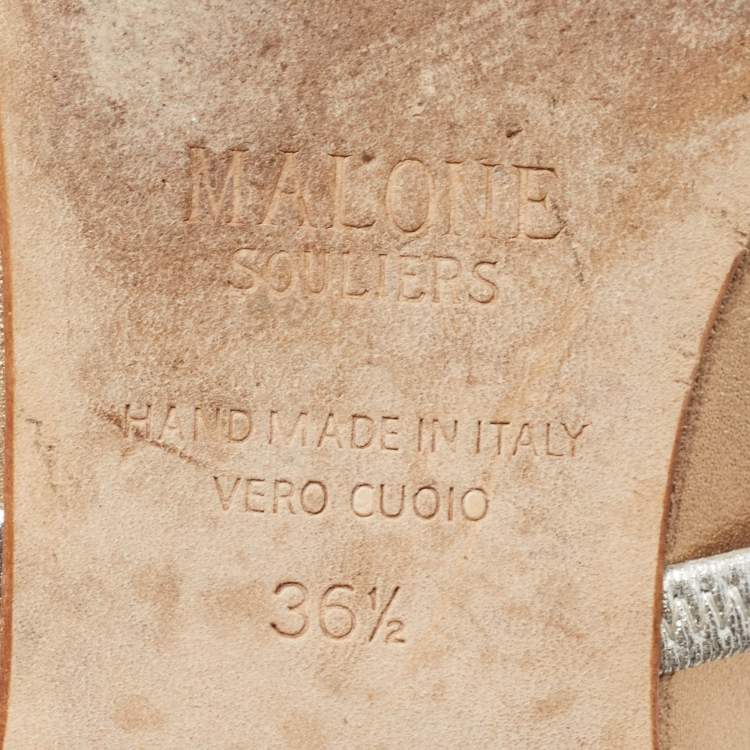 MALONE
SOULIERS
HAND MADE IN ITALY
VERO CUOIO
36½